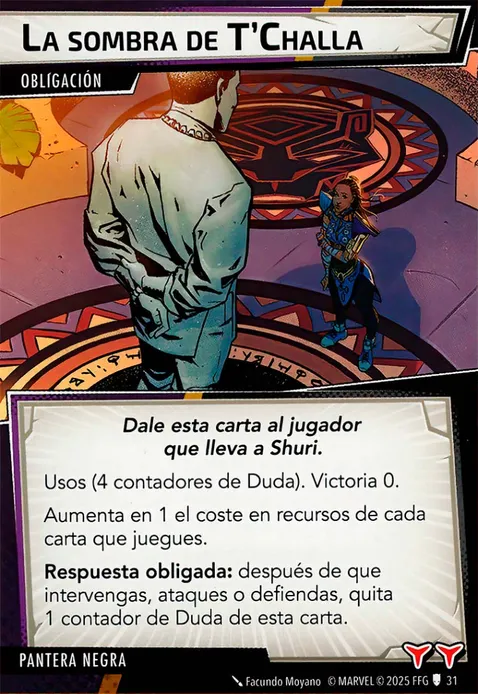 La sombra de T'Challa
OBLIGACIÓN
Dale esta carta al jugador
que lleva a Shuri.
Usos (4 contadores de Duda). Victoria 0.
Aumenta en 1 el coste en recursos de cada
carta que juegues.
Respuesta obligada: después de que
intervengas, ataques o defiendas, quita
1 contador de Duda de esta carta.
PANTERA NEGRA
Facundo Moyano © MARVEL © 2025 FFG 31